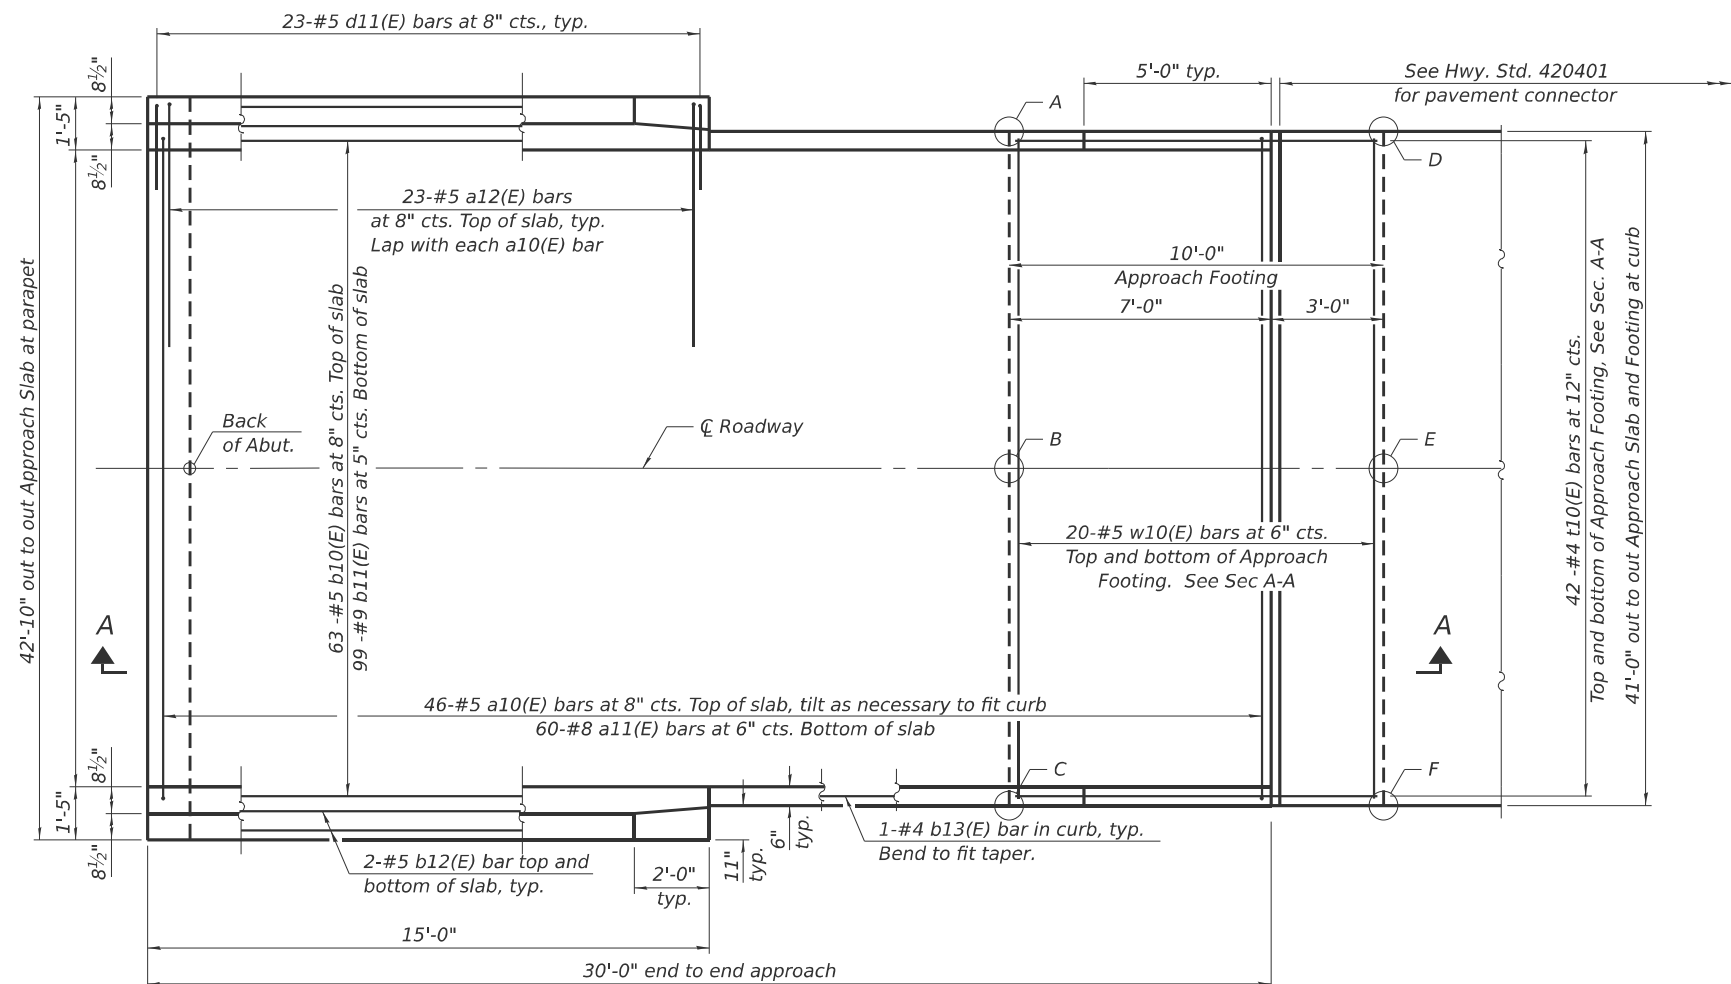 23-#5 d11(E) bars at 8" cts., typ.
8½"
1'-5"
8½"
5'-0" typ.
See Hwy. Std. 420401
for pavement connector
A
D
23-#5 a12(E) bars
at 8" cts. Top of slab, typ.
Lap with each a10(E) bar
10'-0"
Approach Footing
7'-0"
3'-0"
42'-10" out to out Approach Slab at parapet
63 -#5 b10(E) bars at 8" cts. Top of slab
99 -#9 b11(E) bars at 5" cts. Bottom of slab
42 -#4 t10(E) bars at 12" cts.
Top and bottom of Approach Footing, See Sec. A-A
41'-0" out to out Approach Slab and Footing at curb
Back
of Abut.
℄ Roadway
B
E
20-#5 w10(E) bars at 6" cts.
Top and bottom of Approach
Footing. See Sec A-A
A
A
46-#5 a10(E) bars at 8" cts. Top of slab, tilt as necessary to fit curb
60-#8 a11(E) bars at 6" cts. Bottom of slab
8½"
1'-5"
8½"
C
F
2-#5 b12(E) bar top and
bottom of slab, typ.
2'-0"
typ.
11"
typ.
6"
typ.
1-#4 b13(E) bar in curb, typ.
Bend to fit taper.
15'-0"
30'-0" end to end approach